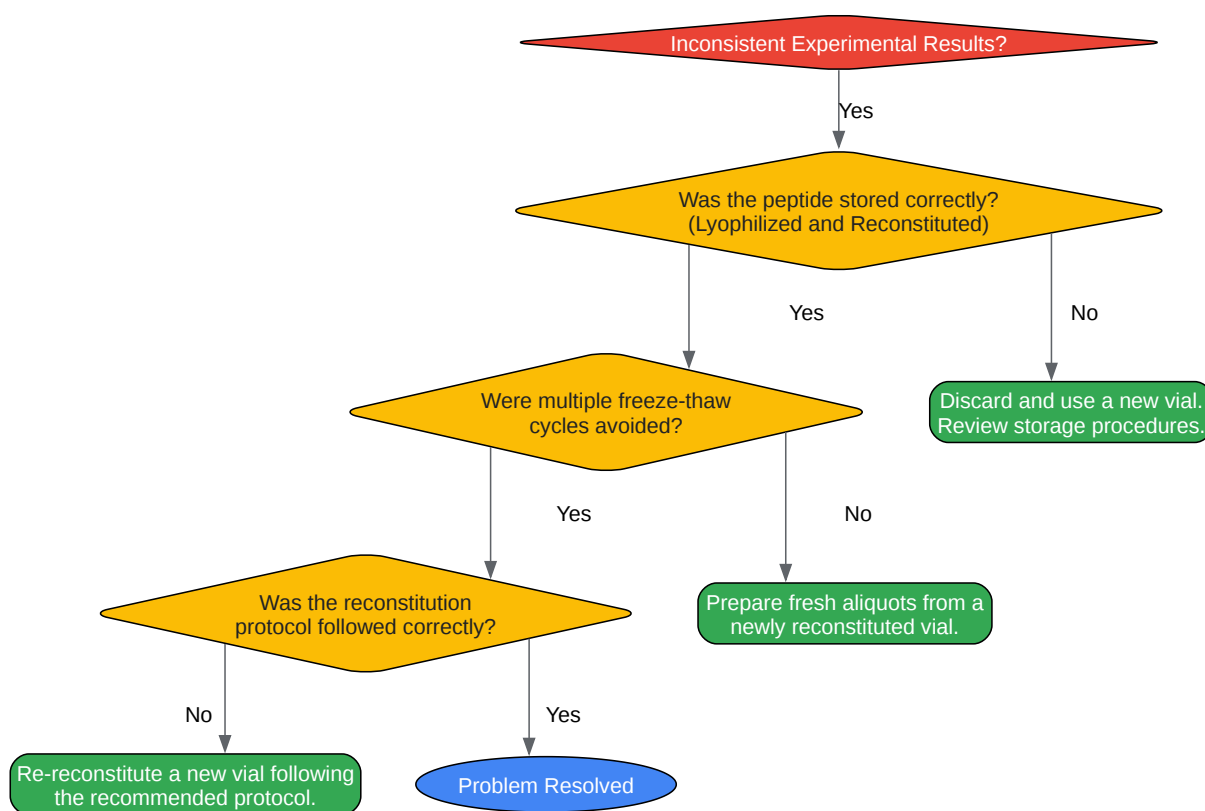 Inconsistent Experimental Results?
Yes
Was the peptide stored correctly?
(Lyophilized and Reconstituted)
Yes
No
Were multiple freeze-thaw
cycles avoided?
Discard and use a new vial.
Review storage procedures.
Yes
No
Was the reconstitution
protocol followed correctly?
Prepare fresh aliquots from a
newly reconstituted vial.
No
Yes
Re-reconstitute a new vial following
the recommended protocol.
Problem Resolved